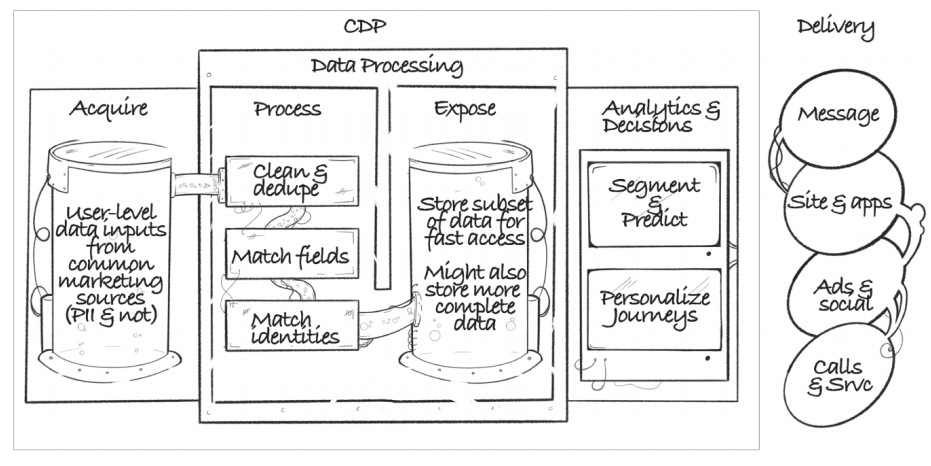 CDP
Delivery
Data Processing
Acquire
Process
Expose
Analytics &
Decisions
User-level
data inputs
from
common
marketing
sources
(PII & not)
Clean &
dedupe
Match fields
Match
identities
Store subset
of data for
fast access
Might also
store more
complete
data
Segment
&
Predict
Personalize
Journeys
Message
Site & apps
Ads &
social
Calls
& Srvc